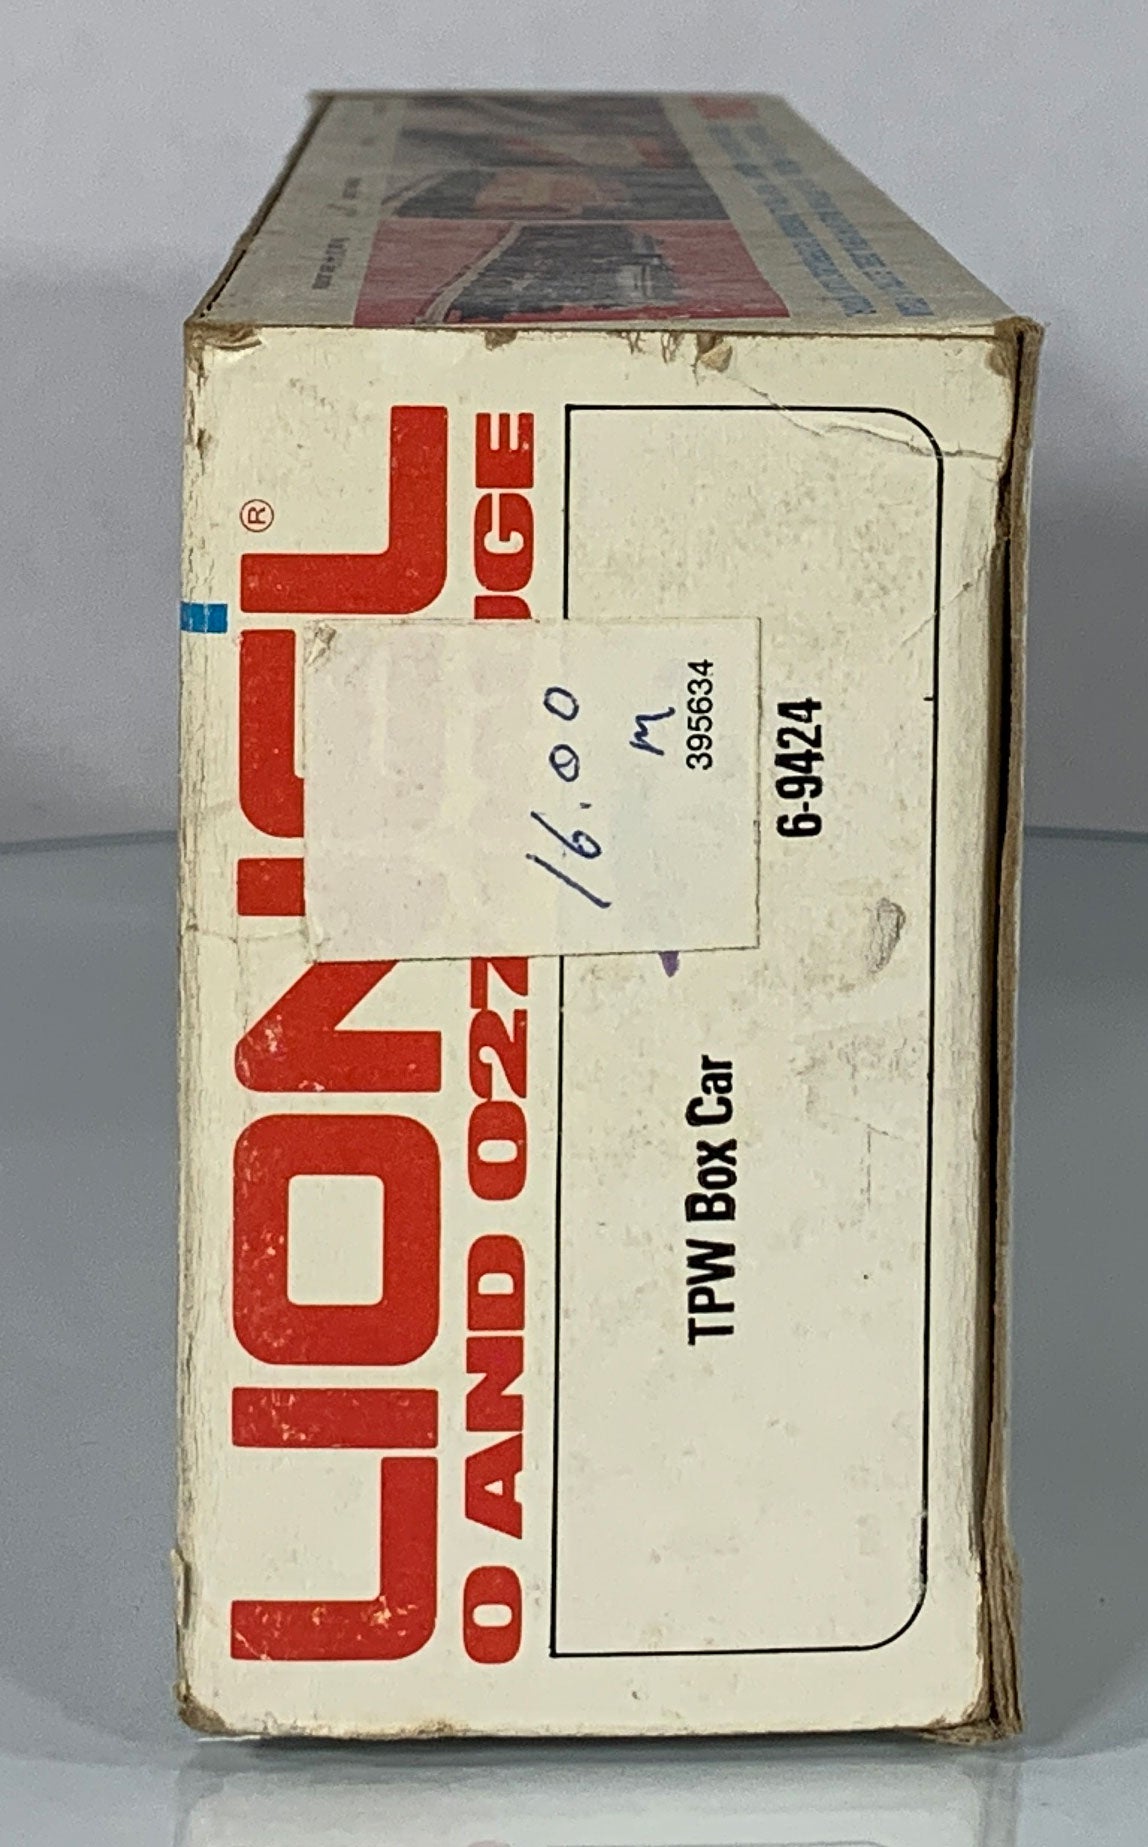 LIONEL®
O AND O27 GAUGE
16.00
M
395634
TPW Box Car
6-9424